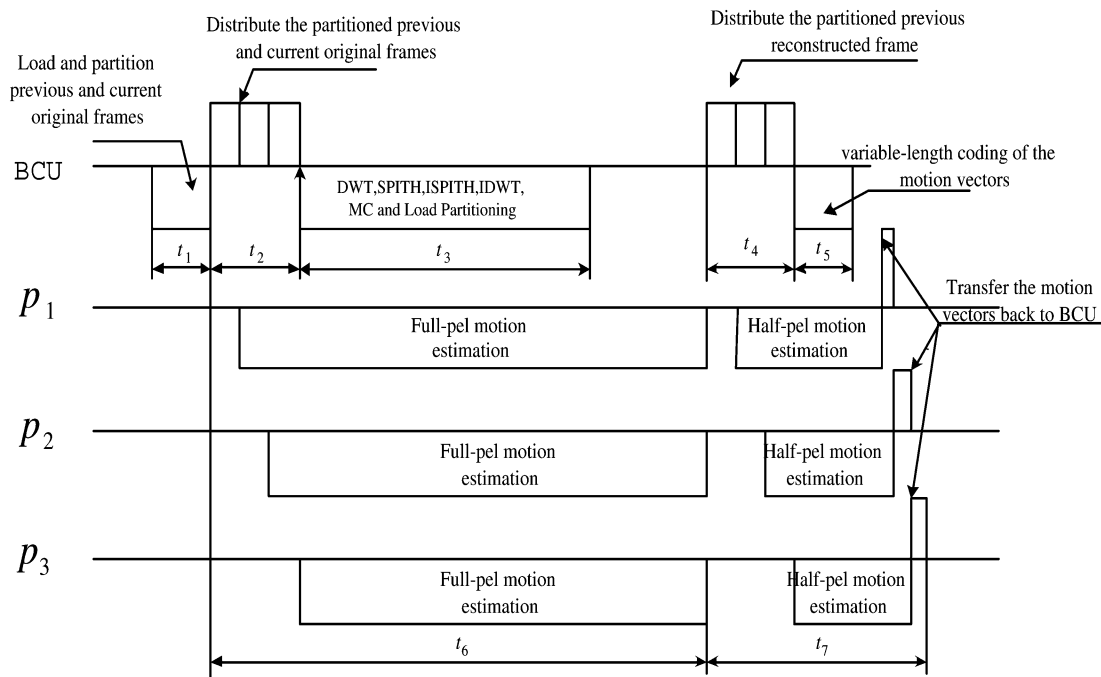 Distribute the partitioned previous
and current original frames
Distribute the partitioned previous
reconstructed frame
Load and partition
previous and current
original frames
variable-length coding of the
motion vectors
BCU
DWT,SPITH,ISPITH,IDWT,
MC and Load Partitioning
t1
t2
t3
t4
t5
p1
Full-pel motion
estimation
Half-pel motion
estimation
Transfer the motion
vectors back to BCU
p2
Full-pel motion
estimation
Half-pel motion
estimation
p3
Full-pel motion
estimation
Half-pel motion
estimation
t6
t7